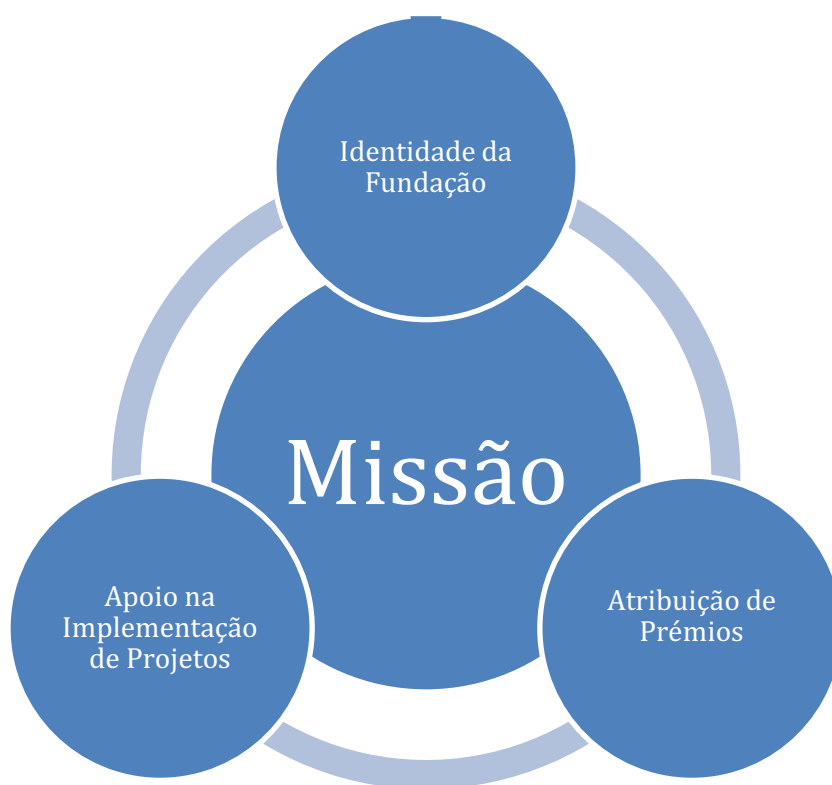 Identidade da
Fundação
Missão
Apoio na
Implementação
de Projetos
Atribuição de
Prémios